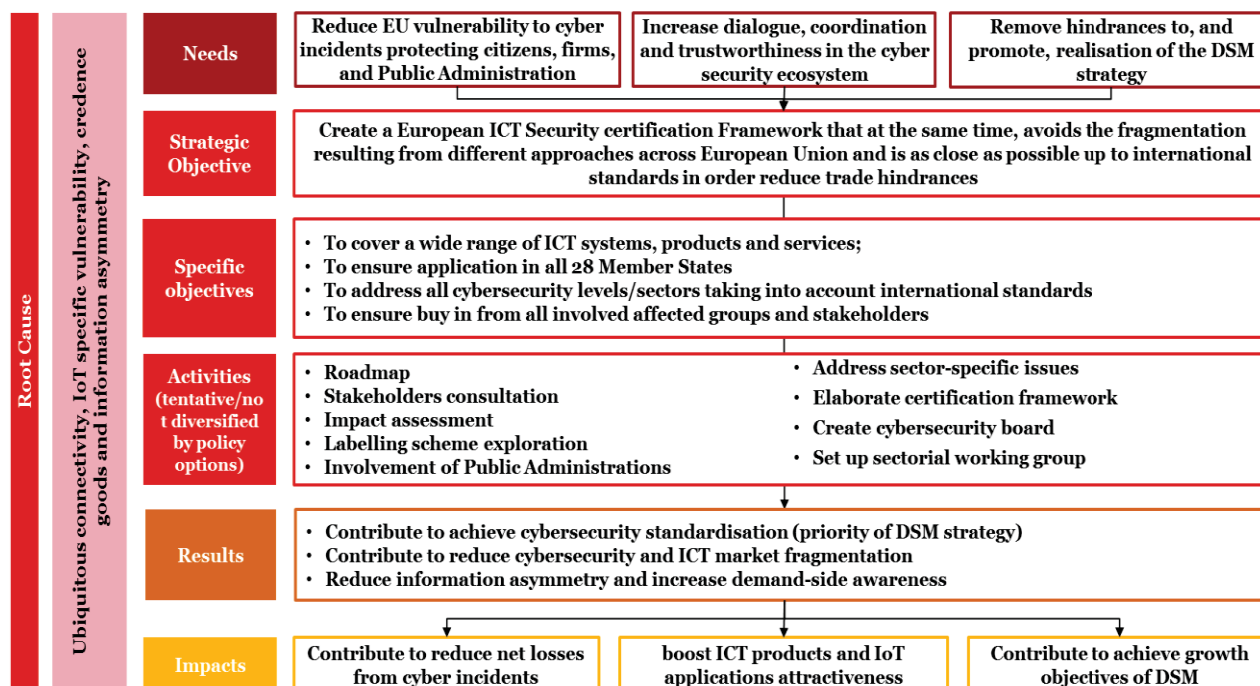 Root Cause
Ubiquitous connectivity, IoT specific vulnerability, credence
goods and information asymmetry
Needs
Reduce EU vulnerability to cyber
incidents protecting citizens, firms,
and Public Administration
Increase dialogue, coordination
and trustworthiness in the cyber
security ecosystem
Remove hindrances to, and
promote, realisation of the DSM
strategy
Strategic
Objective
Create a European ICT Security certification Framework that at the same time, avoids the fragmentation
resulting from different approaches across European Union and is as close as possible up to international
standards in order reduce trade hindrances
Specific
objectives
• To cover a wide range of ICT systems, products and services;
• To ensure application in all 28 Member States
• To address all cybersecurity levels/sectors taking into account international standards
• To ensure buy in from all involved affected groups and stakeholders
Activities
(tentative/no
t diversified
by policy
options)
• Roadmap
• Stakeholders consultation
• Impact assessment
• Labelling scheme exploration
• Involvement of Public Administrations
• Address sector-specific issues
• Elaborate certification framework
• Create cybersecurity board
• Set up sectorial working group
Results
• Contribute to achieve cybersecurity standardisation (priority of DSM strategy)
• Contribute to reduce cybersecurity and ICT market fragmentation
• Reduce information asymmetry and increase demand-side awareness
Impacts
Contribute to reduce net losses
from cyber incidents
boost ICT products and IoT
applications attractiveness
Contribute to achieve growth
objectives of DSM